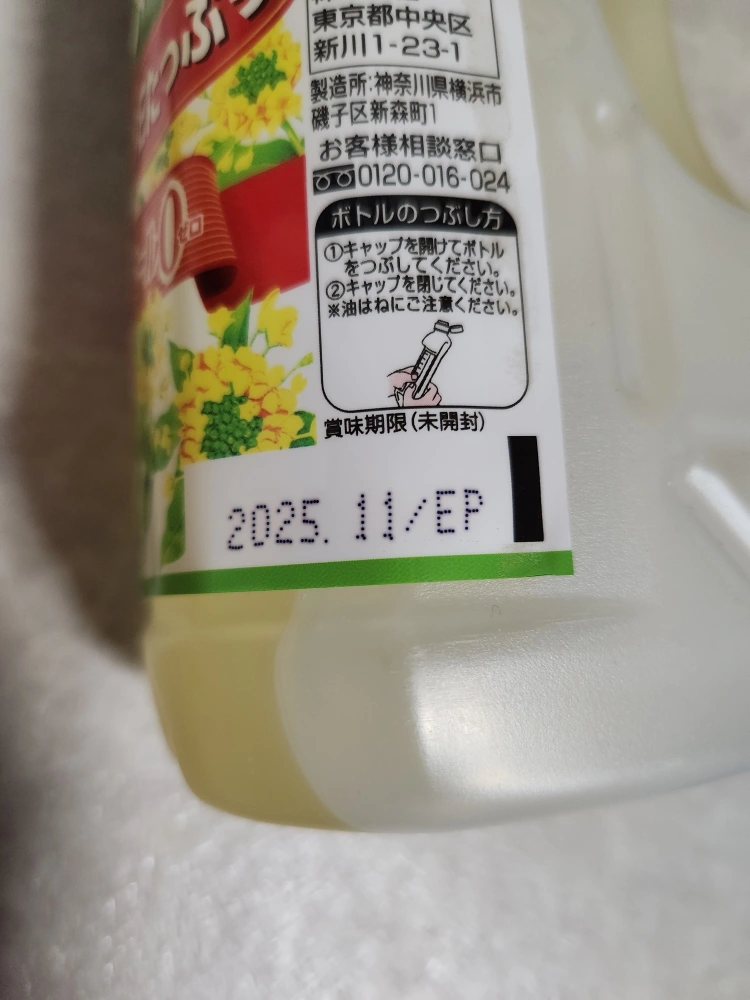 つぶ
0
ゼロ
東京都中央区
新川1-23-1
製造所:神奈川県横浜市
磯子区新森町1
お客様相談窓口
0120-016-024
ボトルのつぶし方
①キャップを開けてボトル
をつぶしてください。
②キャップを閉じてください。
※油はねにご注意ください。
賞味期限(未開封)
2025. 11/EP